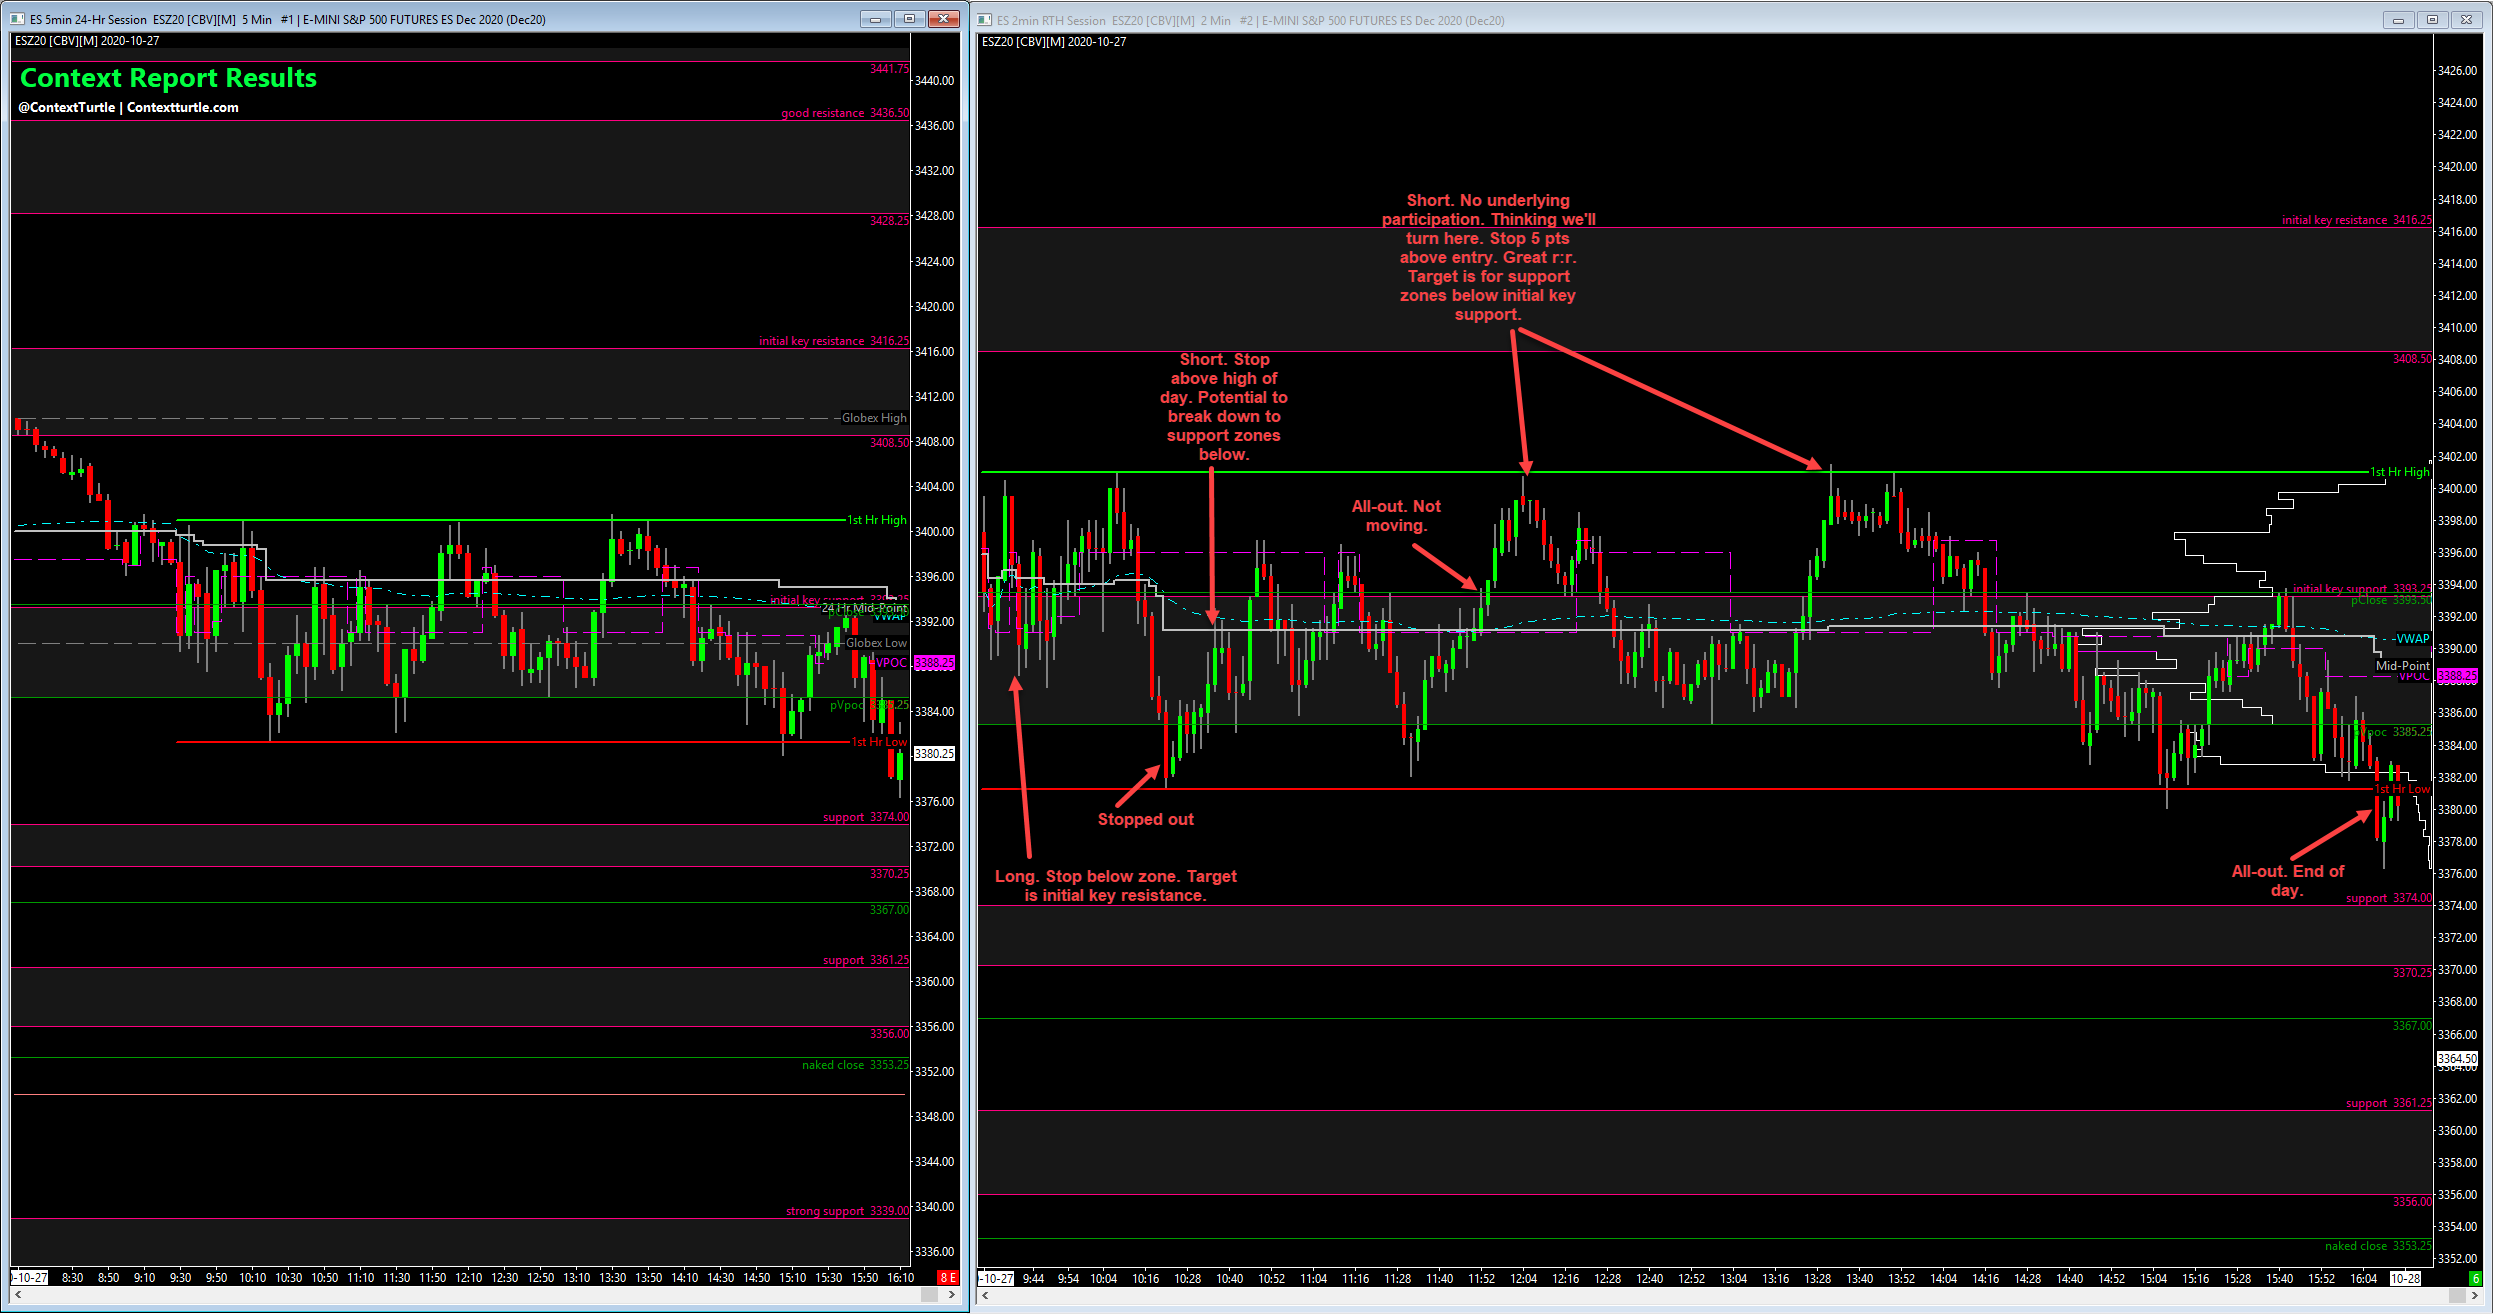 ES 5min 24-Hr Session  ESZ20 [CBV][M]  5 Min  #1 | E-MINI S&P 500 FUTURES ES Dec 2020 (Dec20)
ESZ20 [CBV][M] 2020-10-27
Context Report Results
@ContextTurtle | Contextturtle.com
3441.75
good resistance 3436.50
3428.25
initial key resistance 3416.25
Globex High
3408.50
1st Hr High
initial key support
24 Hr Mid-Point
VWAP
Globex Low
VPOC
pVpoc 3385.25
1st Hr Low
support 3374.00
3370.25
3367.00
support 3361.25
3356.00
naked close 3353.25
strong support 3339.00
3440.00
3436.00
3432.00
3428.00
3424.00
3420.00
3416.00
3412.00
3408.00
3404.00
3400.00
3396.00
3392.00
3388.25
3384.00
3380.25
3376.00
3372.00
3368.00
3364.00
3360.00
3356.00
3352.00
3348.00
3344.00
3340.00
3336.00
-10-27 8:30 8:50 9:10 9:30 9:50 10:10 10:30 10:50 11:10 11:30 11:50 12:10 12:30 12:50 13:10 13:30 13:50 14:10 14:30 14:50 15:10 15:30 15:50 16:10 8 E
ES 2min RTH Session  ESZ20 [CBV][M]  2 Min  #2 | E-MINI S&P 500 FUTURES ES Dec 2020 (Dec20)
ESZ20 [CBV][M] 2020-10-27
Short. No underlying
participation. Thinking we'll
turn here. Stop 5 pts
above entry. Great r:r.
Target is for support
zones below initial key
support.
Short. Stop
above high of
day. Potential to
break down to
support zones
below.
All-out. Not
moving.
Stopped out
Long. Stop below zone. Target
is initial key resistance.
All-out. End of
day.
initial key resistance 3416.25
3408.50
1st Hr High
initial key support 3393.25
pClose 3393.50
VWAP
Mid-Point
VPOC
pVpoc 3385.25
1st Hr Low
support 3374.00
3370.25
3367.00
support 3361.25
3356.00
naked close 3353.25
3426.00
3424.00
3422.00
3420.00
3418.00
3416.00
3414.00
3412.00
3410.00
3408.00
3406.00
3404.00
3402.00
3400.00
3398.00
3396.00
3394.00
3392.00
3390.00
3388.25
3386.00
3384.00
3382.00
3380.00
3378.00
3376.00
3374.00
3372.00
3370.00
3368.00
3366.00
3364.50
3364.00
3362.00
3360.00
3358.00
3356.00
3354.00
3352.00
-10-27 9:44 9:54 10:04 10:16 10:28 10:40 10:52 11:04 11:16 11:28 11:40 11:52 12:04 12:16 12:28 12:40 12:52 13:04 13:16 13:28 13:40 13:52 14:04 14:16 14:28 14:40 14:52 15:04 15:16 15:28 15:40 15:52 16:04 10-28 6